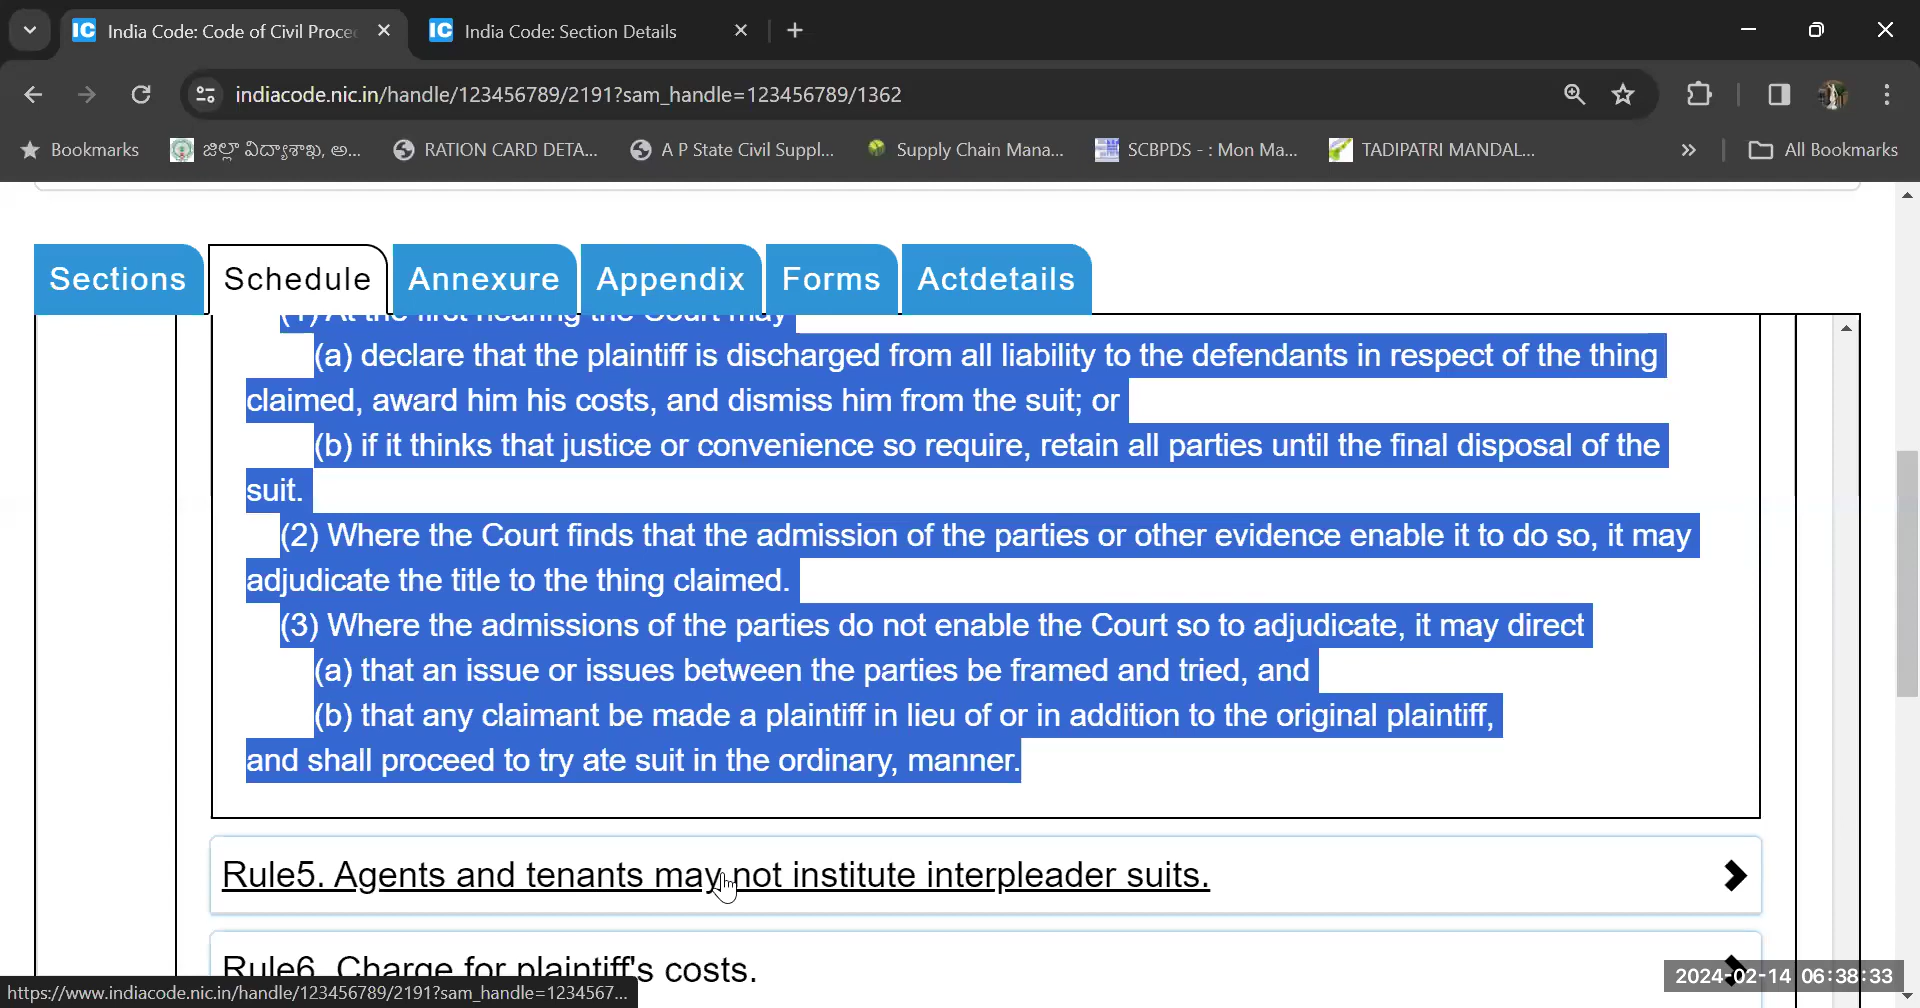 India Code: Code of Civil Proce
India Code: Section Details
indiacode.nic.in/handle/123456789/2191?sam_handle=123456789/1362
Bookmarks
జిల్లా విద్యాశాఖ, అ...
RATION CARD DETA...
A P State Civil Suppl...
Supply Chain Mana...
SCBPDS - : Mon Ma...
TADIPATRI MANDAL...
All Bookmarks
Sections
Schedule
Annexure
Appendix
Forms
Actdetails
(1) At the first hearing the Court may
(a) declare that the plaintiff is discharged from all liability to the defendants in respect of the thing
claimed, award him his costs, and dismiss him from the suit; or
(b) if it thinks that justice or convenience so require, retain all parties until the final disposal of the
suit.
(2) Where the Court finds that the admission of the parties or other evidence enable it to do so, it may
adjudicate the title to the thing claimed.
(3) Where the admissions of the parties do not enable the Court so to adjudicate, it may direct
(a) that an issue or issues between the parties be framed and tried, and
(b) that any claimant be made a plaintiff in lieu of or in addition to the original plaintiff,
and shall proceed to try ate suit in the ordinary, manner.
Rule5. Agents and tenants may not institute interpleader suits.
Rule6. Charge for plaintiff's costs.
2024-02-14 06:38:33
https://www.indiacode.nic.in/handle/123456789/2191?sam_handle=1234567...